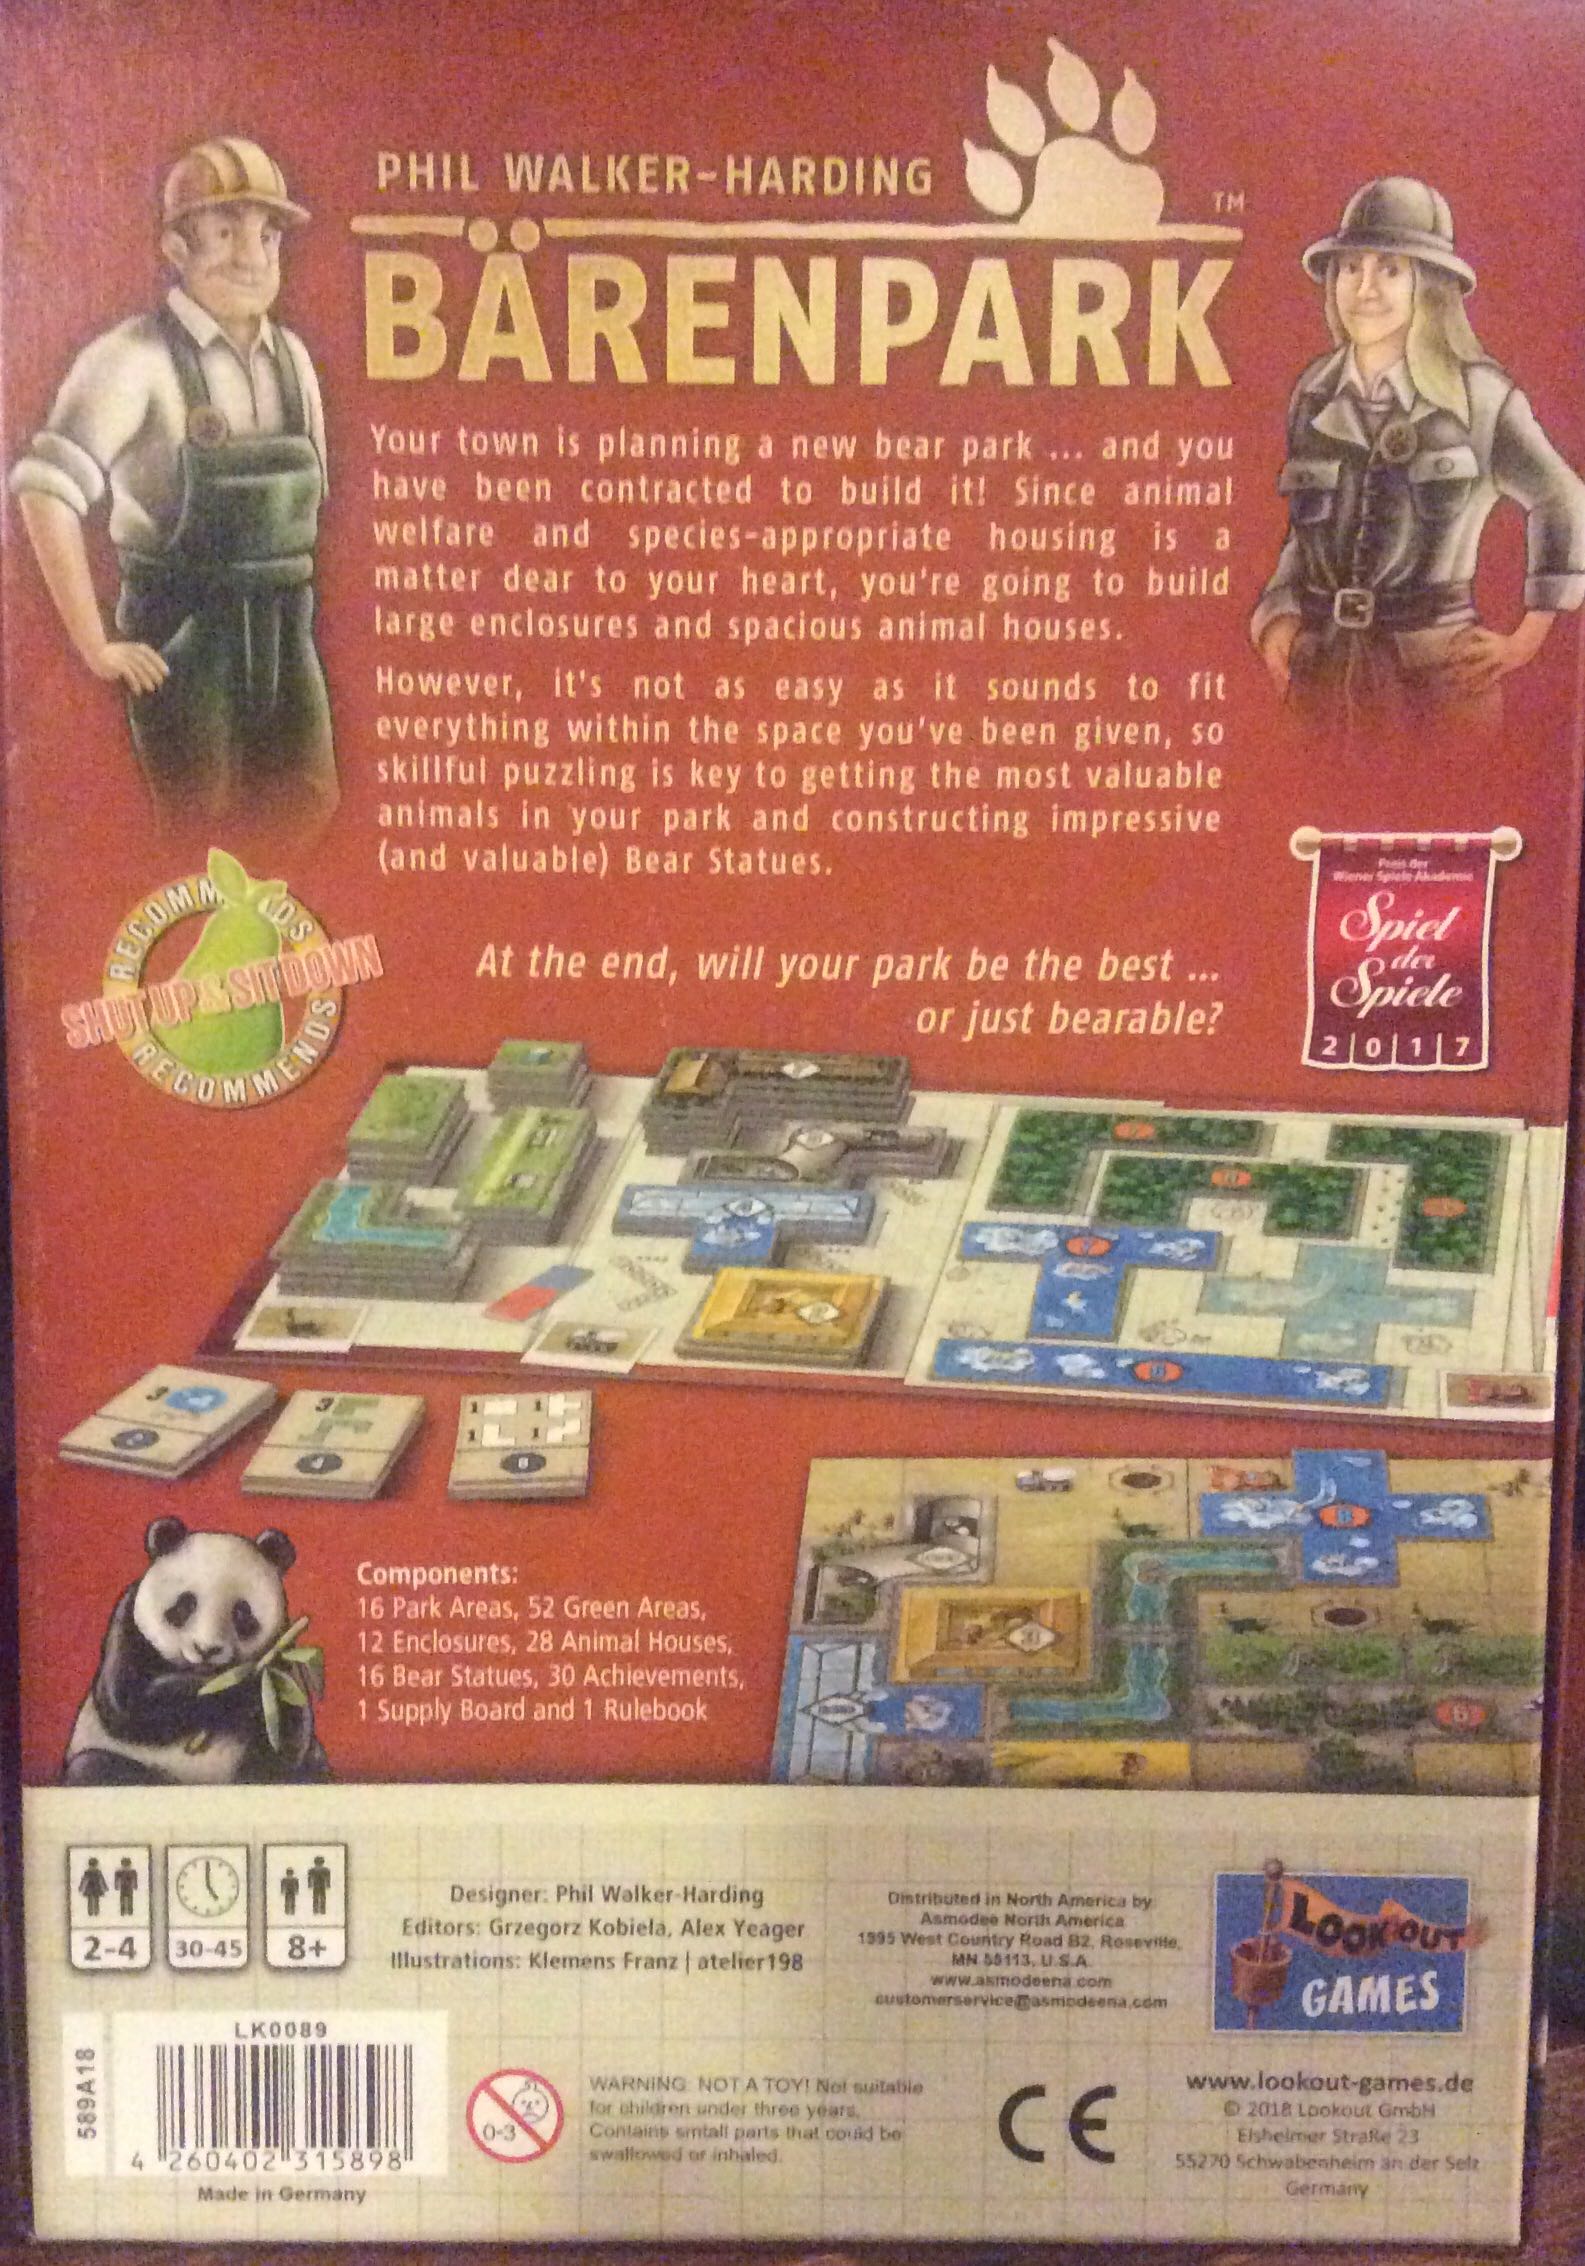 PHIL WALKER-HARDING
TM
BÄRENPARK
Your town is planning a new bear park ... and you
have been contracted to build it! Since animal
welfare and species-appropriate housing is a
matter dear to your heart, you're going to build
large enclosures and spacious animal houses.
However, it's not as easy as it sounds to fit
everything within the space you've been given, so
skillful puzzling is key to getting the most valuable
animals in your park and constructing impressive
(and valuable) Bear Statues.
RECOMMENDS
SHUT UP & SIT DOWN
RECOMMENDS
At the end, will your park be the best ...
or just bearable?
Preis der
Wiener Spiele Akademie
Spiel
der
Spiele
2|0|1|7
Components:
16 Park Areas, 52 Green Areas,
12 Enclosures, 28 Animal Houses,
16 Bear Statues, 30 Achievements,
1 Supply Board and 1 Rulebook
2-4
30-45
8+
Designer: Phil Walker-Harding
Editors: Grzegorz Kobiela, Alex Yeager
Illustrations: Klemens Franz | atelier198
Distributed in North America by
Asmodee North America
1995 West Country Road B2, Roseville,
MN 55113, U.S.A.
www.asmodeena.com
customerservice@asmodeena.com
LOOKOUT
GAMES
LK0089
589A18
4 260402 315898
Made in Germany
0-3
WARNING: NOT A TOY! Not suitable
for children under three years.
Contains small parts that could be
swallowed or inhaled.
CE
www.lookout-games.de
© 2018 Lookout GmbH
Elsheimer Straße 23
55270 Schwabenheim an der Selz
Germany